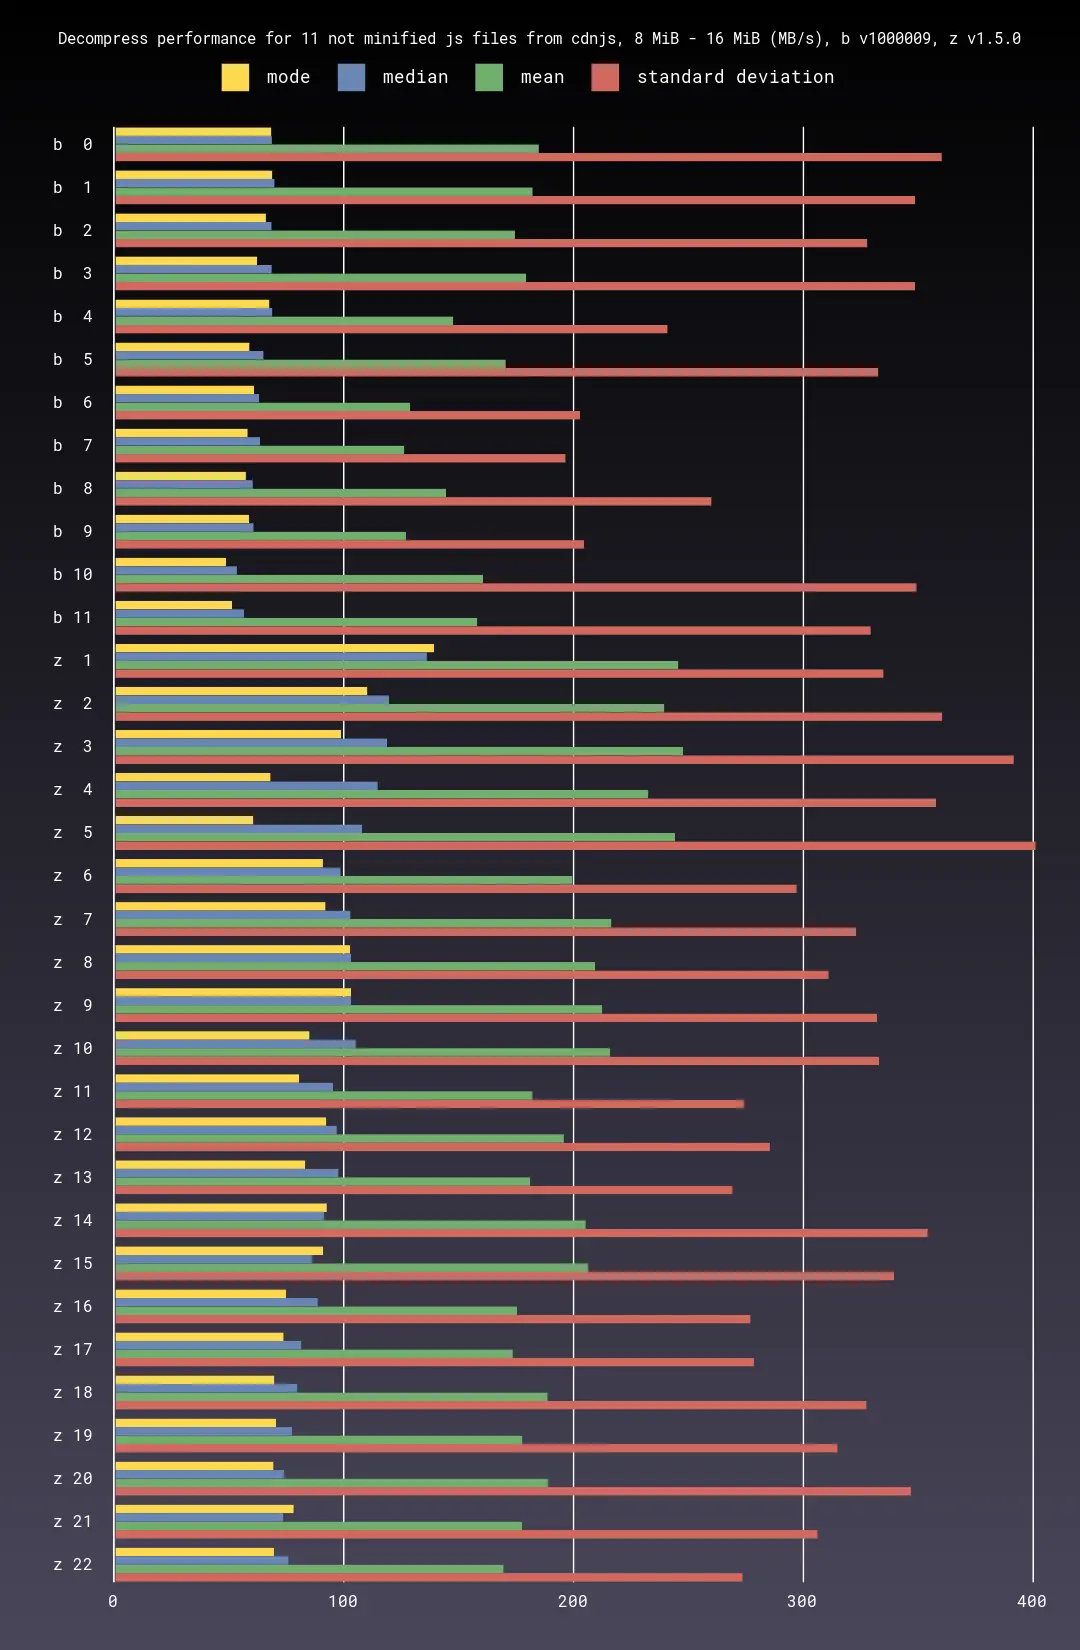 Decompress performance for 11 not minified js files from cdnjs, 8 MiB - 16 MiB (MB/s), b v1000009, z v1.5.0
mode median mean standard deviation
b 0
b 1
b 2
b 3
b 4
b 5
b 6
b 7
b 8
b 9
b 10
b 11
z 1
z 2
z 3
z 4
z 5
z 6
z 7
z 8
z 9
z 10
z 11
z 12
z 13
z 14
z 15
z 16
z 17
z 18
z 19
z 20
z 21
z 22
0 100 200 300 400